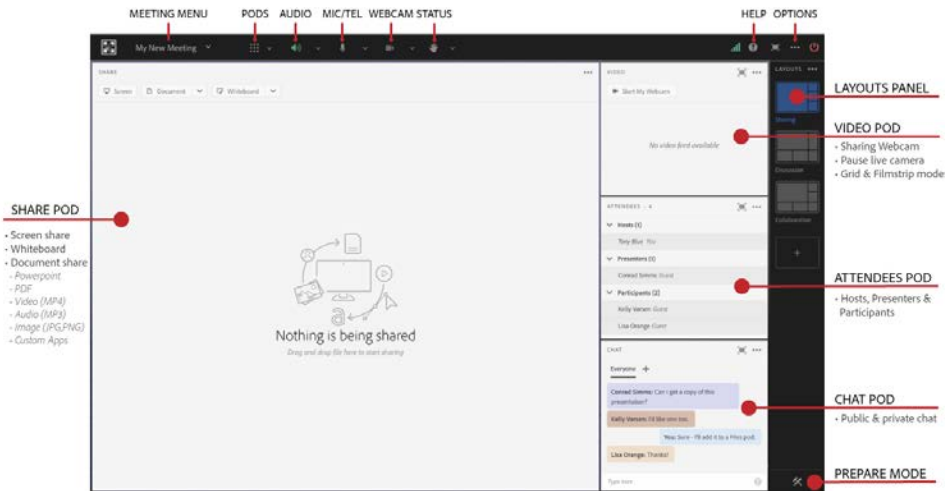 MEETING MENU
PODS
AUDIO
MIC/TEL
WEBCAM
STATUS
HELP
OPTIONS
My New Meeting
SHARE
Screen
Document
Whiteboard
Nothing is being shared
Drag and drop file here to start sharing
VIDEO
Start My Webcam
No video feed available
ATTENDEES - 4
Hosts (1)
Tony Blue You
Presenters (1)
Conrad Simms Guest
Participants (2)
Kelly Varsen Guest
Lisa Orange Guest
CHAT
Everyone
Conrad Simms: Can I get a copy of this
presentation?
Kelly Varsen: I'd like one too.
You: Sure - I'll add it to a Files pod.
Lisa Orange: Thanks!
Type here
LAYOUTS
Sharing
Discussion
Collaboration
SHARE POD
• Screen share
• Whiteboard
• Document share
- Powerpoint
- PDF
- Video (MP4)
- Audio (MP3)
- Image (JPG,PNG)
- Custom Apps
LAYOUTS PANEL
VIDEO POD
• Sharing Webcam
• Pause live camera
• Grid & Filmstrip mode
ATTENDEES POD
• Hosts, Presenters &
Participants
CHAT POD
• Public & private chat
PREPARE MODE